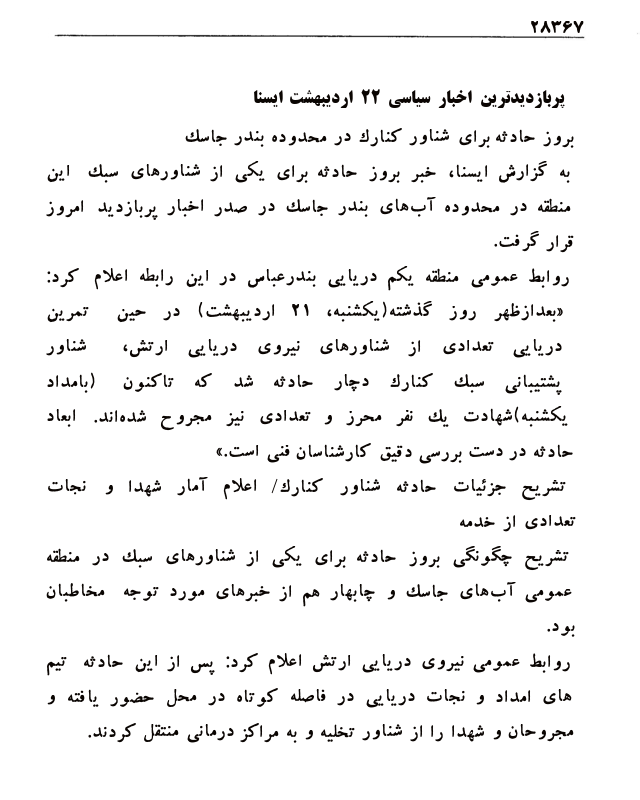 ۲۸۳۶۷
پربازدیدترین اخبار سیاسی ۲۲ اردیبهشت ایسنا
بروز حادثه برای شناور کنارك در محدوده بندر جاسك
به گزارش ایسنا، خبر بروز حادثه برای یکی از شناورهای سبك این
منطقه در محدوده آب‌های بندر جاسك در صدر اخبار پربازدید امروز
قرار گرفت.
روابط عمومی منطقه یکم دریایی بندرعباس در این رابطه اعلام کرد:
«بعدازظهر روز گذشته(یکشنبه، ۲۱ اردیبهشت) در حین تمرین
دریایی تعدادی از شناورهای نیروی دریایی ارتش، شناور
پشتیبانی سبك کنارك دچار حادثه شد که تاکنون (بامداد
یکشنبه)شهادت یك نفر محرز و تعدادی نیز مجروح شده‌اند. ابعاد
حادثه در دست بررسی دقیق کارشناسان فنی است.»
تشریح جزئیات حادثه شناور کنارك/ اعلام آمار شهدا و نجات
تعدادی از خدمه
تشریح چگونگی بروز حادثه برای یکی از شناورهای سبك در منطقه
عمومی آب‌های جاسك و چابهار هم از خبرهای مورد توجه مخاطبان
بود.
روابط عمومی نیروی دریایی ارتش اعلام کرد: پس از این حادثه تیم
های امداد و نجات دریایی در فاصله کوتاه در محل حضور یافته و
مجروحان و شهدا را از شناور تخلیه و به مراکز درمانی منتقل کردند.